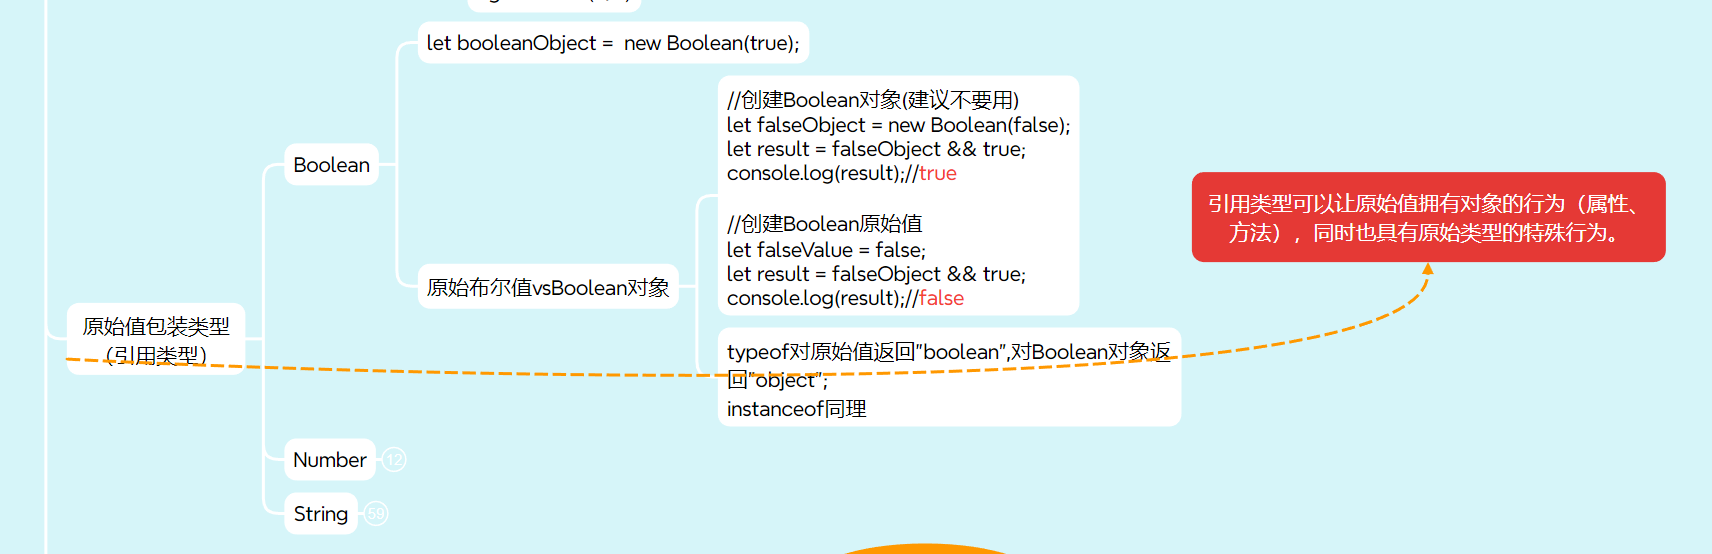 let booleanObject =  new Boolean(true);
//创建Boolean对象(建议不要用)
let falseObject = new Boolean(false);
let result = falseObject && true;
console.log(result);//true
Boolean
//创建Boolean原始值
let falseValue = false;
let result = falseObject && true;
console.log(result);//false
原始布尔值vsBoolean对象
引用类型可以让原始值拥有对象的行为（属性、
方法），同时也具有原始类型的特殊行为。
原始值包装类型
（引用类型）
typeof对原始值返回"boolean",对Boolean对象返
回"object";
instanceof同理
Number
12
String
59